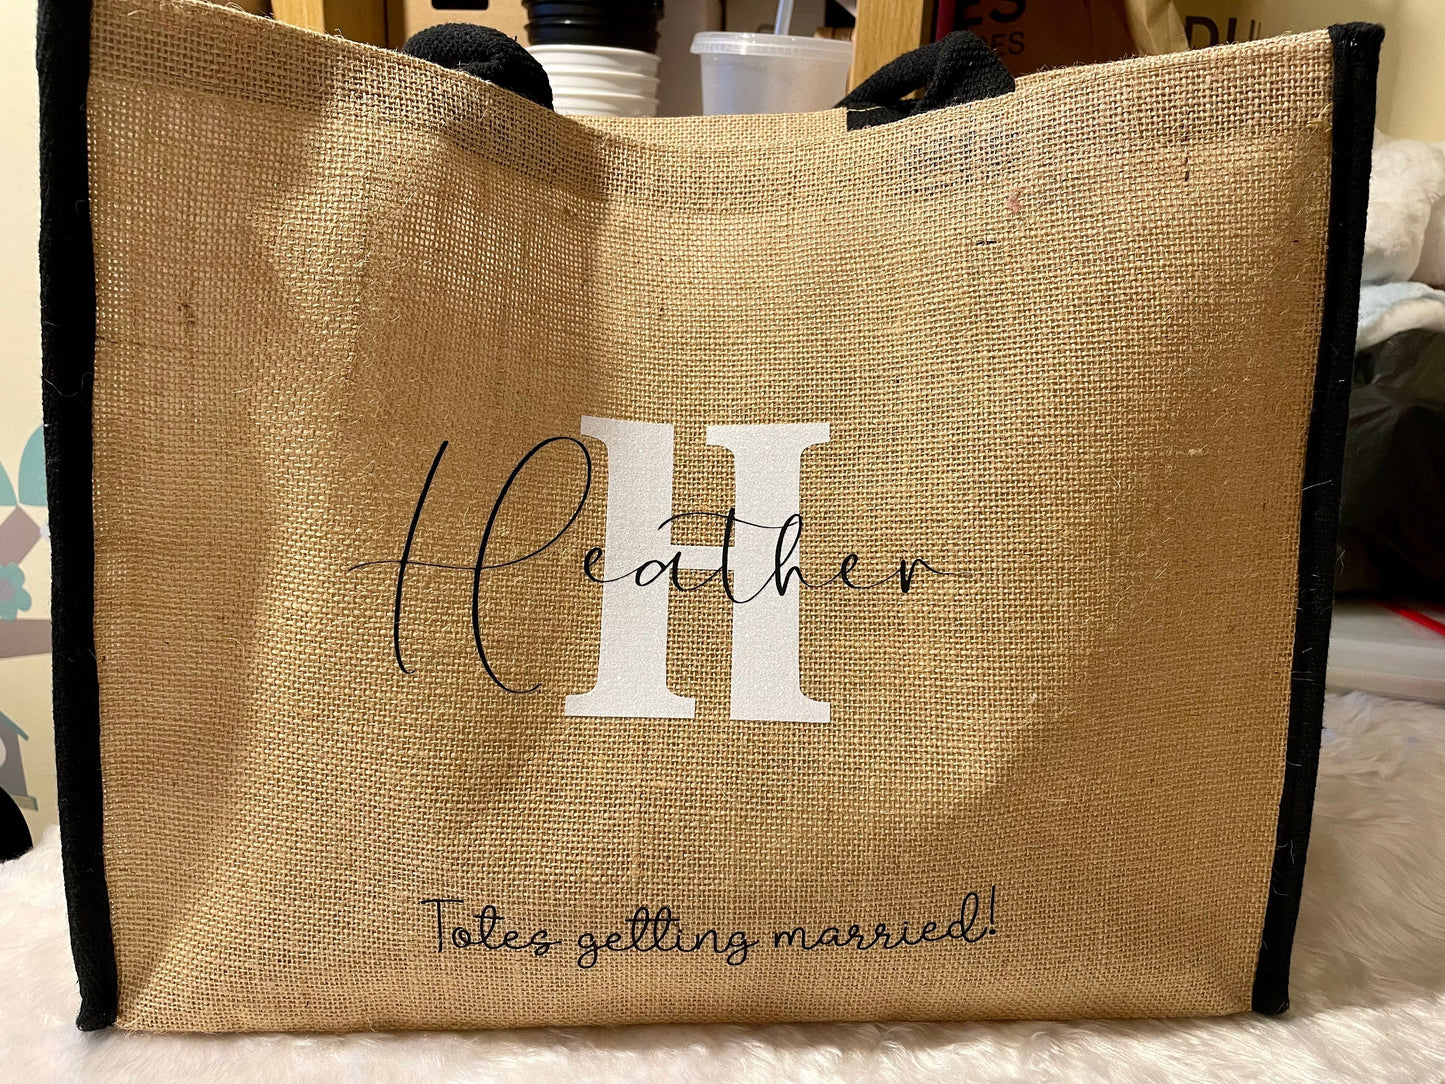 H
Heather
Totes getting married!